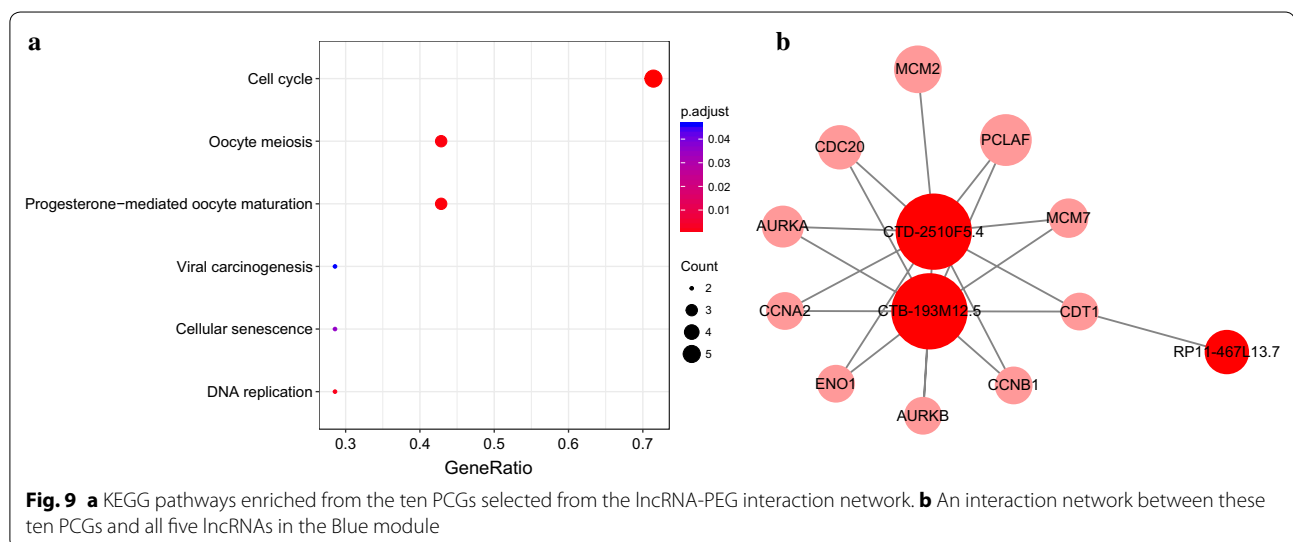 a
Cell cycle
Oocyte meiosis
Progesterone−mediated oocyte maturation
Viral carcinogenesis
Cellular senescence
DNA replication
0.3 0.4 0.5 0.6 0.7
GeneRatio
p.adjust
0.04
0.03
0.02
0.01
Count
2
3
4
5
b
MCM2
CDC20
PCLAF
AURKA
CTD-2510F5.4
MCM7
CCNA2
CTB-193M12.5
CDT1
RP11-467L13.7
ENO1
CCNB1
AURKB
Fig. 9 a KEGG pathways enriched from the ten PCGs selected from the lncRNA-PEG interaction network. b An interaction network between these
ten PCGs and all five lncRNAs in the Blue module